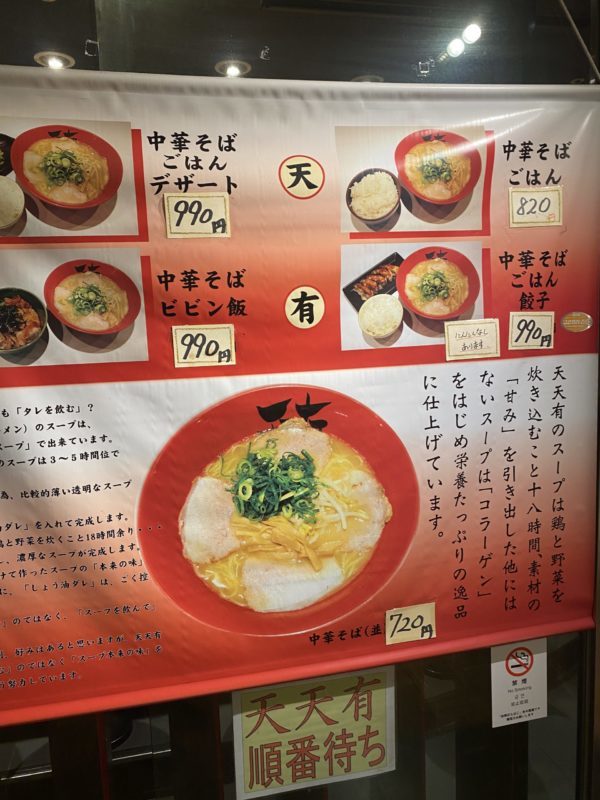 中華そば
ごはん
デザート
990円
天
中華そば
ごはん
820
中華そば
ビビン飯
990円
有
中華そば
ごはん
餃子
990円
にんにくなし
あります。
天天有のスープは鶏と野菜を
炊き込むこと十八時間、素材の
「甘み」を引き出した他には
ないスープは「コラーゲン」
をはじめ栄養たっぷりの逸品
に仕上げています。
も「タレを飲む」?
メン)のスープは、
スープ」で出来ています。
のスープは3〜5時間位で
為、比較的薄い透明なスープ
ダレ」を入れて完成します。
鶏と野菜を炊くこと18時間余り・・・
、濃厚なスープが完成します。
けて作ったスープの「本来の味」
に、「しょう油ダレ」は、ごく控
」のではなく、「スープを飲んで」
、好みはあると思いますが、天天有
む」のではなく「スープ本来の味」を
努力しています。
中華そば(並
720円
禁煙
No Smoking
天天有
順番待ち